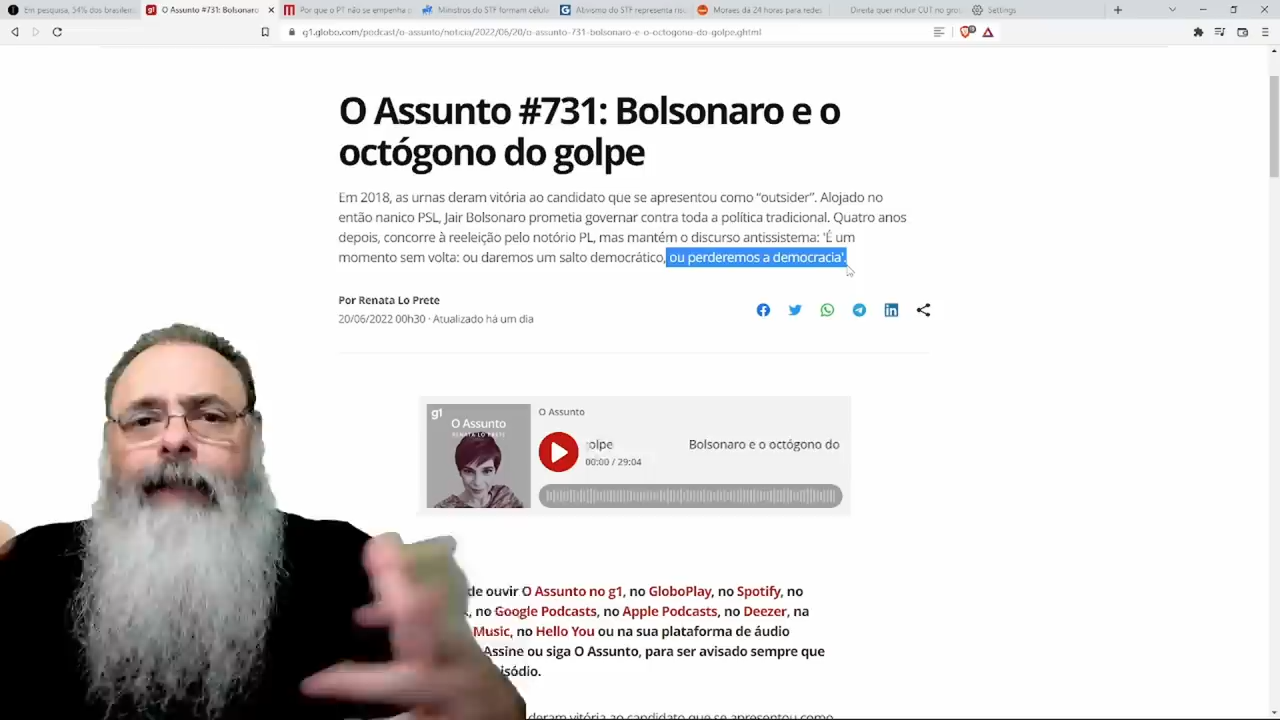 En pesquisa, 54% dos brasileir
O Assunto #731: Bolsonaro
Por que o PT não se empenha p
Ministros do STF formam célul
Ativismo do STF representa ris
Moraes dá 24 horas para redes
Direita quer incluir CUT no gro
Settings
g1.globo.com/podcast/o-assunto/noticia/2022/06/20/o-assunto-731-bolsonaro-e-o-octogono-do-golpe.ghtml
O Assunto #731: Bolsonaro e o
octógono do golpe
Em 2018, as urnas deram vitória ao candidato que se apresentou como “outsider”. Alojado no
então nanico PSL, Jair Bolsonaro prometia governar contra toda a política tradicional. Quatro anos
depois, concorre à reeleição pelo notório PL, mas mantém o discurso antissistema: 'É um
momento sem volta: ou daremos um salto democrático, ou perderemos a democracia'.
Por Renata Lo Prete
20/06/2022 00h30 · Atualizado há um dia
g1
O Assunto
RENATA LO PRETE
O Assunto
olpe Bolsonaro e o octógono do
00:00 / 29:04
de ouvir O Assunto no g1, no GloboPlay, no Spotify, no
, no Google Podcasts, no Apple Podcasts, no Deezer, na
Music, no Hello You ou na sua plataforma de áudio
Assine ou siga O Assunto, para ser avisado sempre que
isódio.
deram vitória ao candidato que se apresentou como